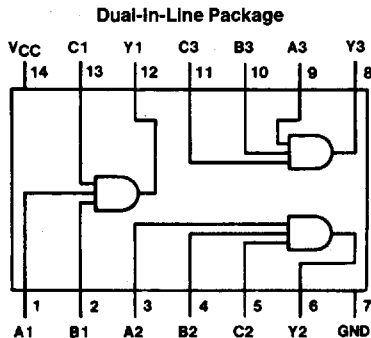 Dual-In-Line Package
VCC C1 Y1 C3 B3 A3 Y3
14 13 12 11 10 9 8
1 2 3 4 5 6 7
A1 B1 A2 B2 C2 Y2 GND